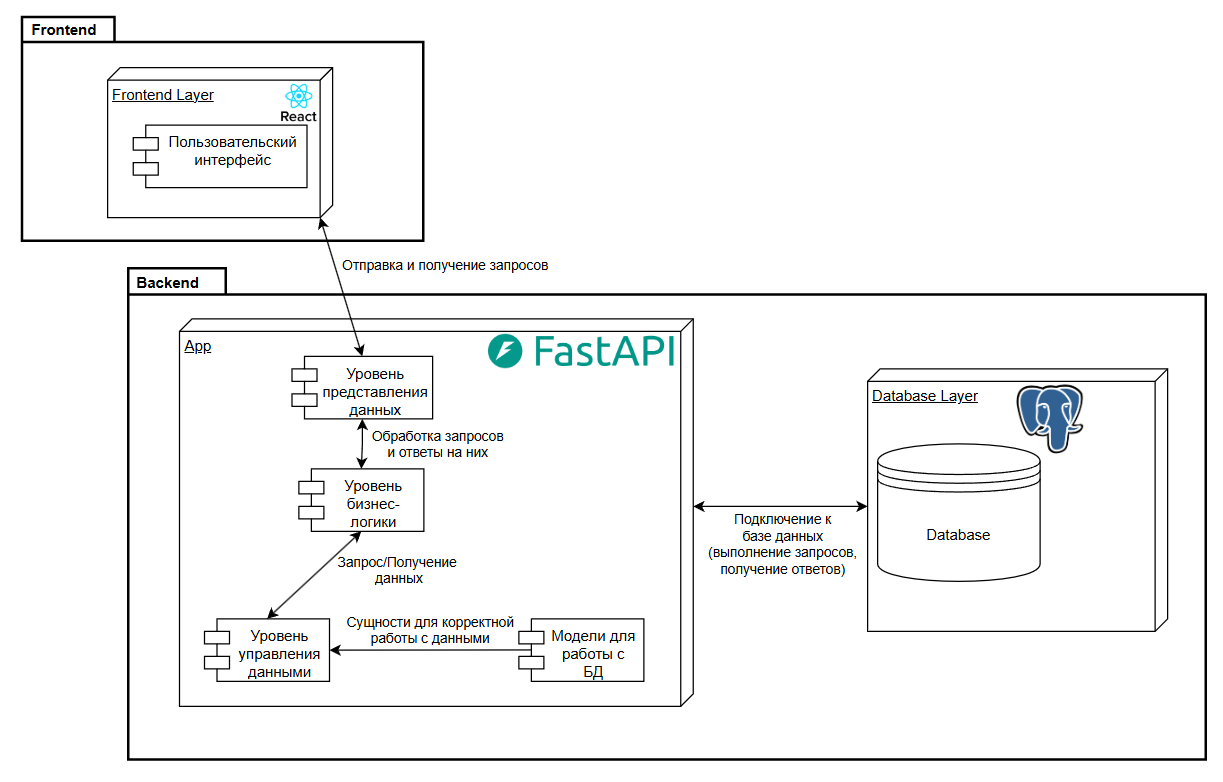 Frontend
Frontend Layer
React
Пользовательский
интерфейс
Отправка и получение запросов
Backend
App
FastAPI
Уровень
представления
данных
Обработка запросов
и ответы на них
Уровень
бизнес-
логики
Запрос/Получение
данных
Уровень
управления
данными
Сущности для корректной
работы с данными
Модели для
работы с
БД
Подключение к
базе данных
(выполнение запросов,
получение ответов)
Database Layer
Database